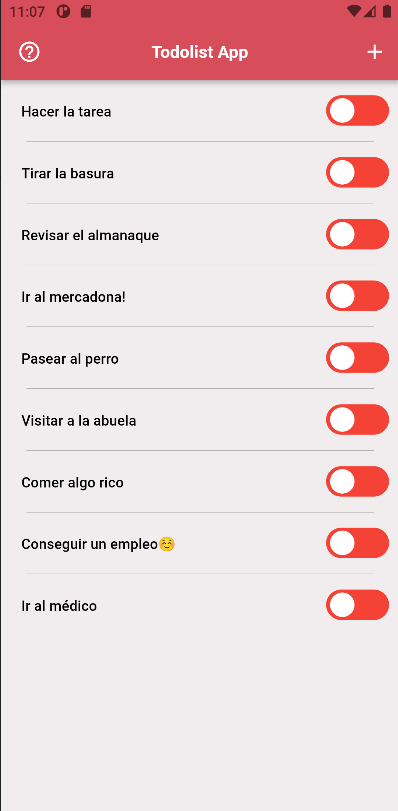 11:07
Todolist App
Hacer la tarea
Tirar la basura
Revisar el almanaque
Ir al mercadona!
Pasear al perro
Visitar a la abuela
Comer algo rico
Conseguir un empleo☺️
Ir al médico